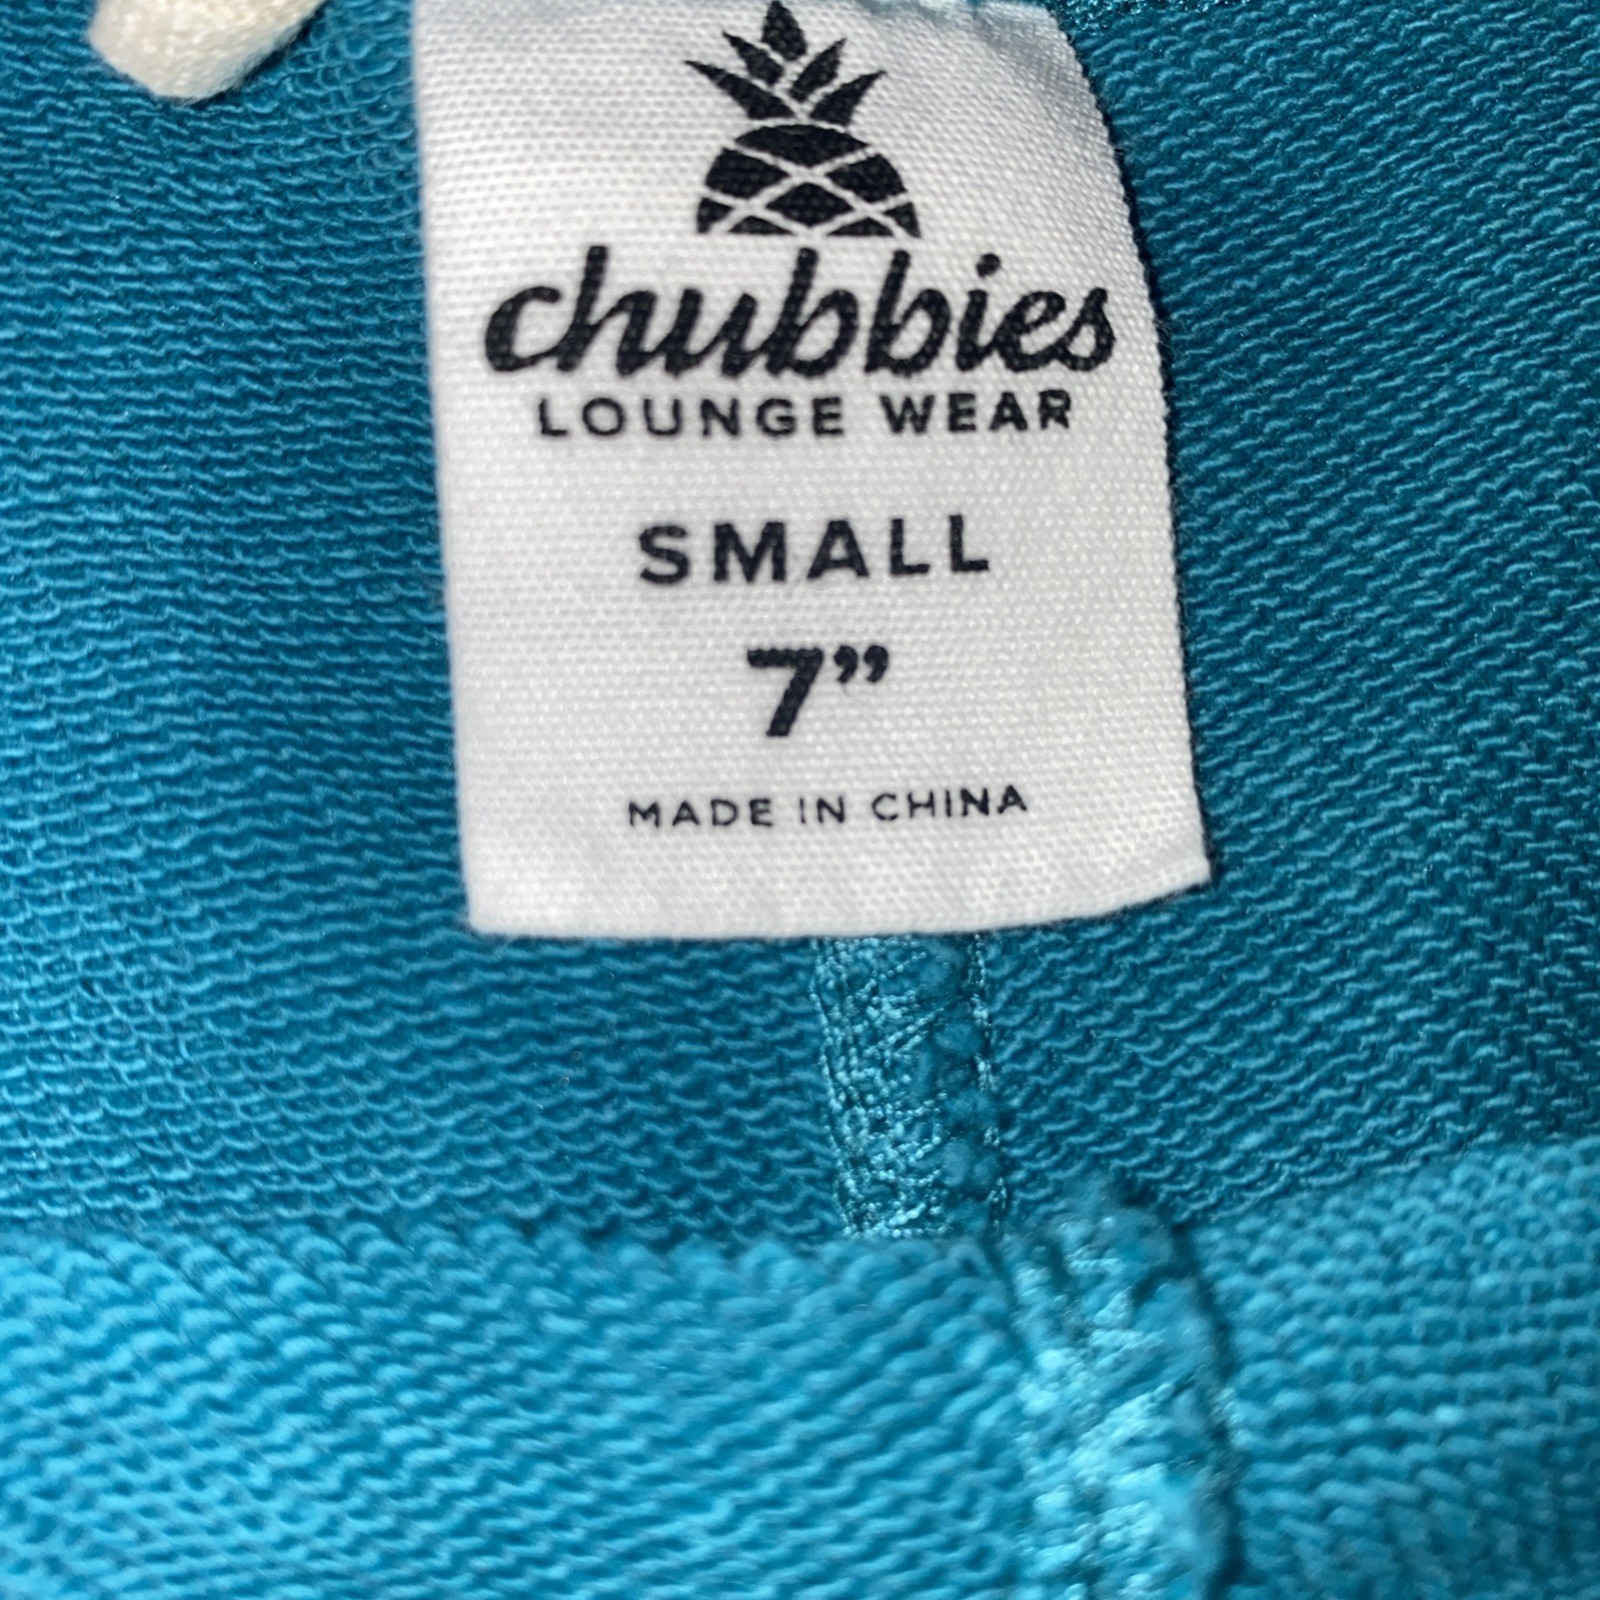 chubbies
LOUNGE WEAR
SMALL
7”
MADE IN CHINA